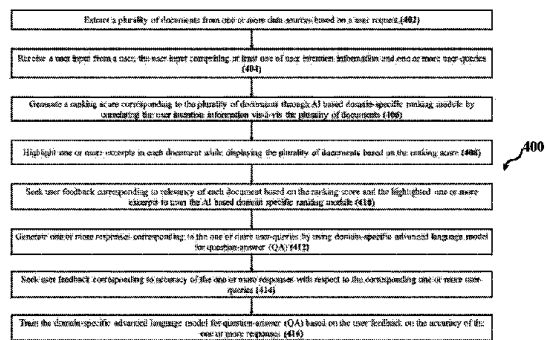 Extract a plurality of documents from one or more data sources based on a user request.(402)
Receive a user input from a user, the user input comprising at least one of user intention information and one or more user-queries
(404)
Generate a ranking score corresponding to the plurality of documents through AI based domain-specific ranking module by
correlating the user intention information vis-à-vis the plurality of documents (406)
Highlight one or more excerpts in each document while displaying the plurality of documents based on the ranking score (408)
400
Seek user feedback corresponding to relevancy of each document based on the ranking score and the highlighted one or more
excerpts to train the AI based domain specific ranking module (410)
Generate one or more responses corresponding to the one or more user-queries by using domain-specific advanced language model
for question-answer (QA) (412)
Seek user feedback corresponding to accuracy of the one or more responses with respect to the corresponding one or more user-
queries (414)
Train the domain-specific advanced language model for question-answer (QA) based on the user feedback on the accuracy of the
one or more responses (416)